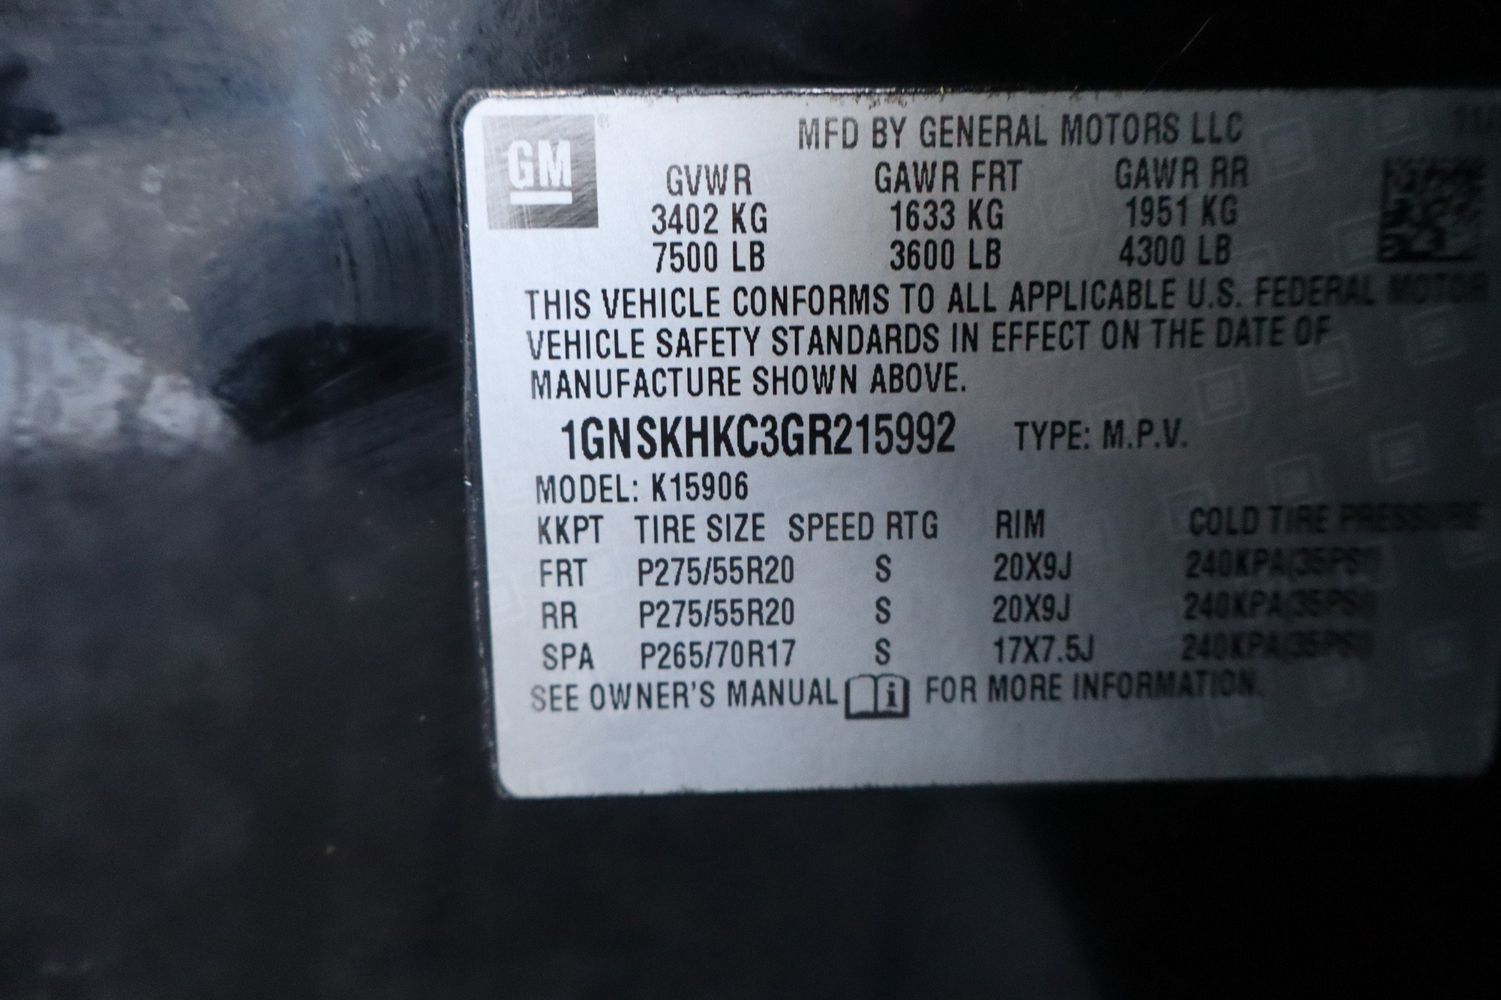 GM
MFD BY GENERAL MOTORS LLC
GVWR GAWR FRT GAWR RR
3402 KG 1633 KG 1951 KG
7500 LB 3600 LB 4300 LB
THIS VEHICLE CONFORMS TO ALL APPLICABLE U.S. FEDERAL MOTOR
VEHICLE SAFETY STANDARDS IN EFFECT ON THE DATE OF
MANUFACTURE SHOWN ABOVE.
1GNSKHKC3GR215992 TYPE: M.P.V.
MODEL: K15906
KKPT TIRE SIZE SPEED RTG RIM COLD TIRE PRESSURE
FRT P275/55R20 S 20X9J 240KPA(35PSI)
RR P275/55R20 S 20X9J 240KPA(35PSI)
SPA P265/70R17 S 17X7.5J 240KPA(35PSI)
SEE OWNER'S MANUAL FOR MORE INFORMATION.